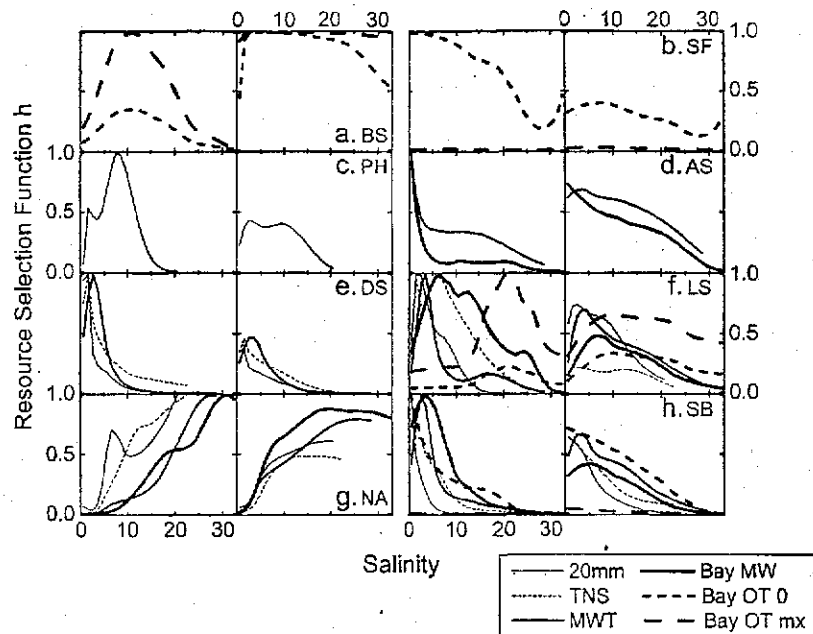 0 10 20 30 0 10 20 30
Resource Selection Function h
a. BS
b. SF
1.0
0.5
0.0
1.0
0.5
0.0
c. PH
d. AS
e. DS
f. LS
1.0
0.5
0.0
1.0
0.5
0.0
g. NA
h. SB
0 10 20 30 0 10 20 30
Salinity
20mm
TNS
MWT
Bay MW
Bay OT 0
Bay OT mx